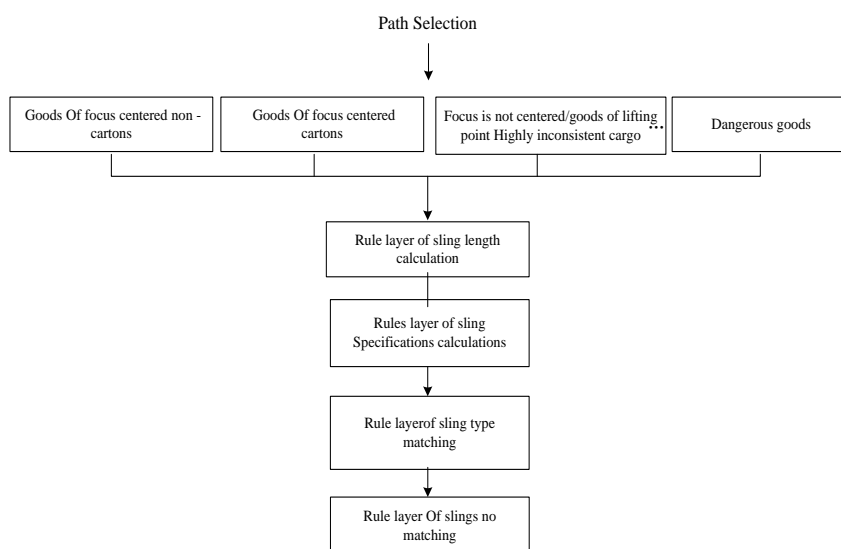 Path Selection
Goods Of focus centered non -
cartons
Goods Of focus centered
cartons
Focus is not centered/goods of lifting
point Highly inconsistent cargo
...
Dangerous goods
Rule layer of sling length
calculation
Rules layer of sling
Specifications calculations
Rule layerof sling type
matching
Rule layer Of slings no
matching